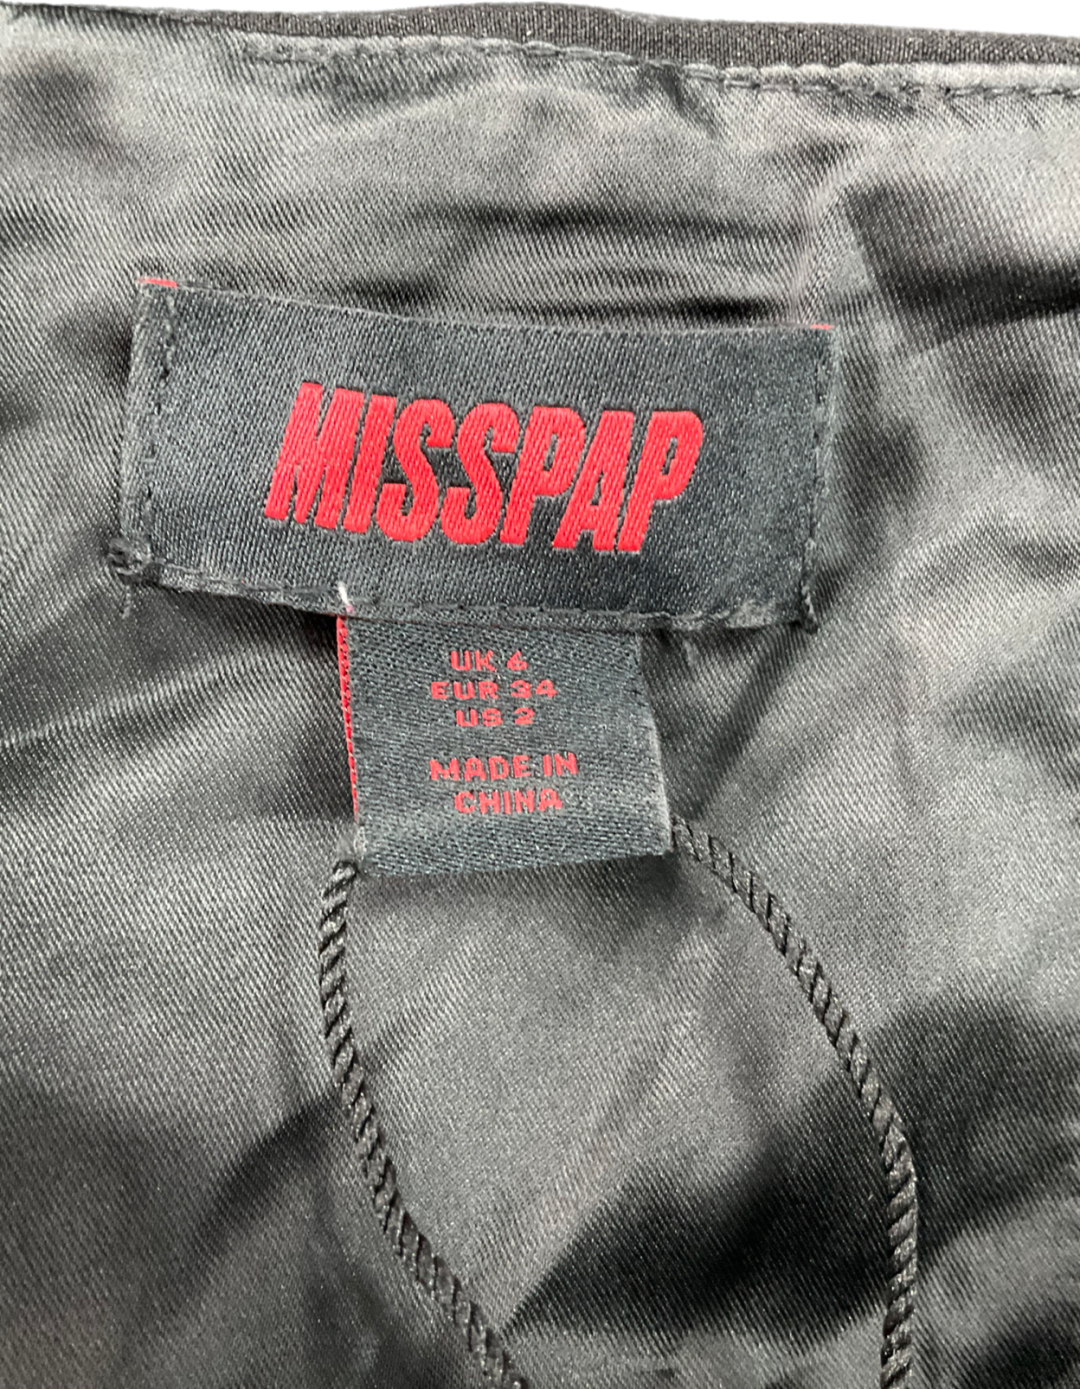 MISSPAP
UK 6
EUR 34
US 2
MADE IN
CHINA